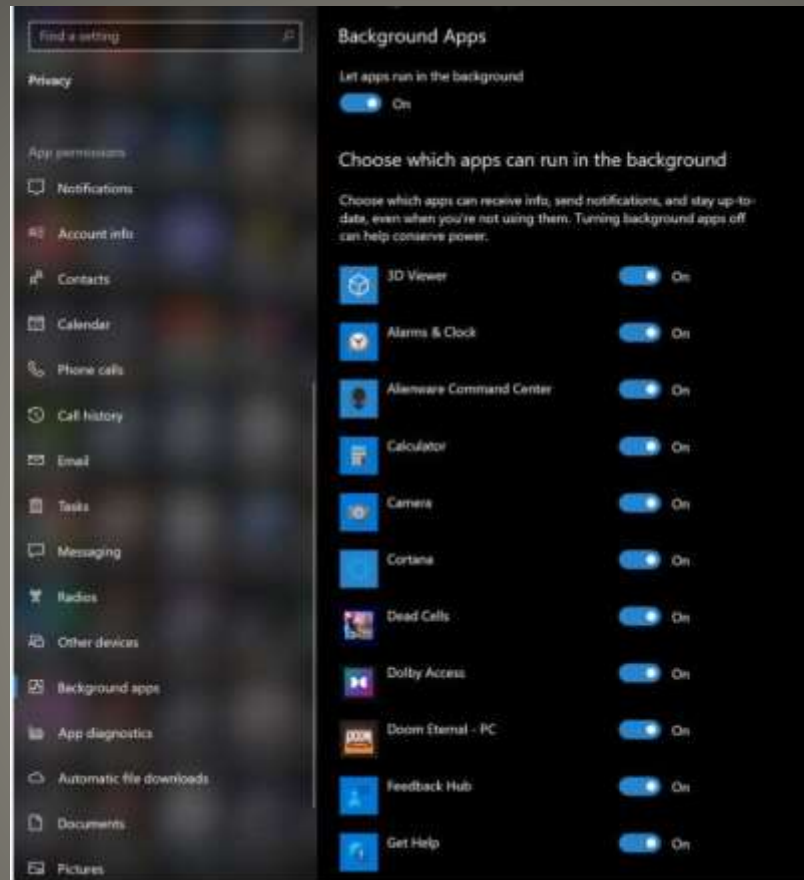 Find a setting
Privacy
App permissions
Notifications
Account info
Contacts
Calendar
Phone calls
Call history
Email
Tasks
Messaging
Radios
Other devices
Background apps
App diagnostics
Automatic file downloads
Documents
Pictures
Background Apps
Let apps run in the background
On
Choose which apps can run in the background
Choose which apps can receive info, send notifications, and stay up-to-
date, even when you're not using them. Turning background apps off
can help conserve power.
3D Viewer On
Alarms & Clock On
Alienware Command Center On
Calculator On
Camera On
Cortana On
Dead Cells On
Dolby Access On
DOOM
Doom Eternal - PC On
Feedback Hub On
Get Help On